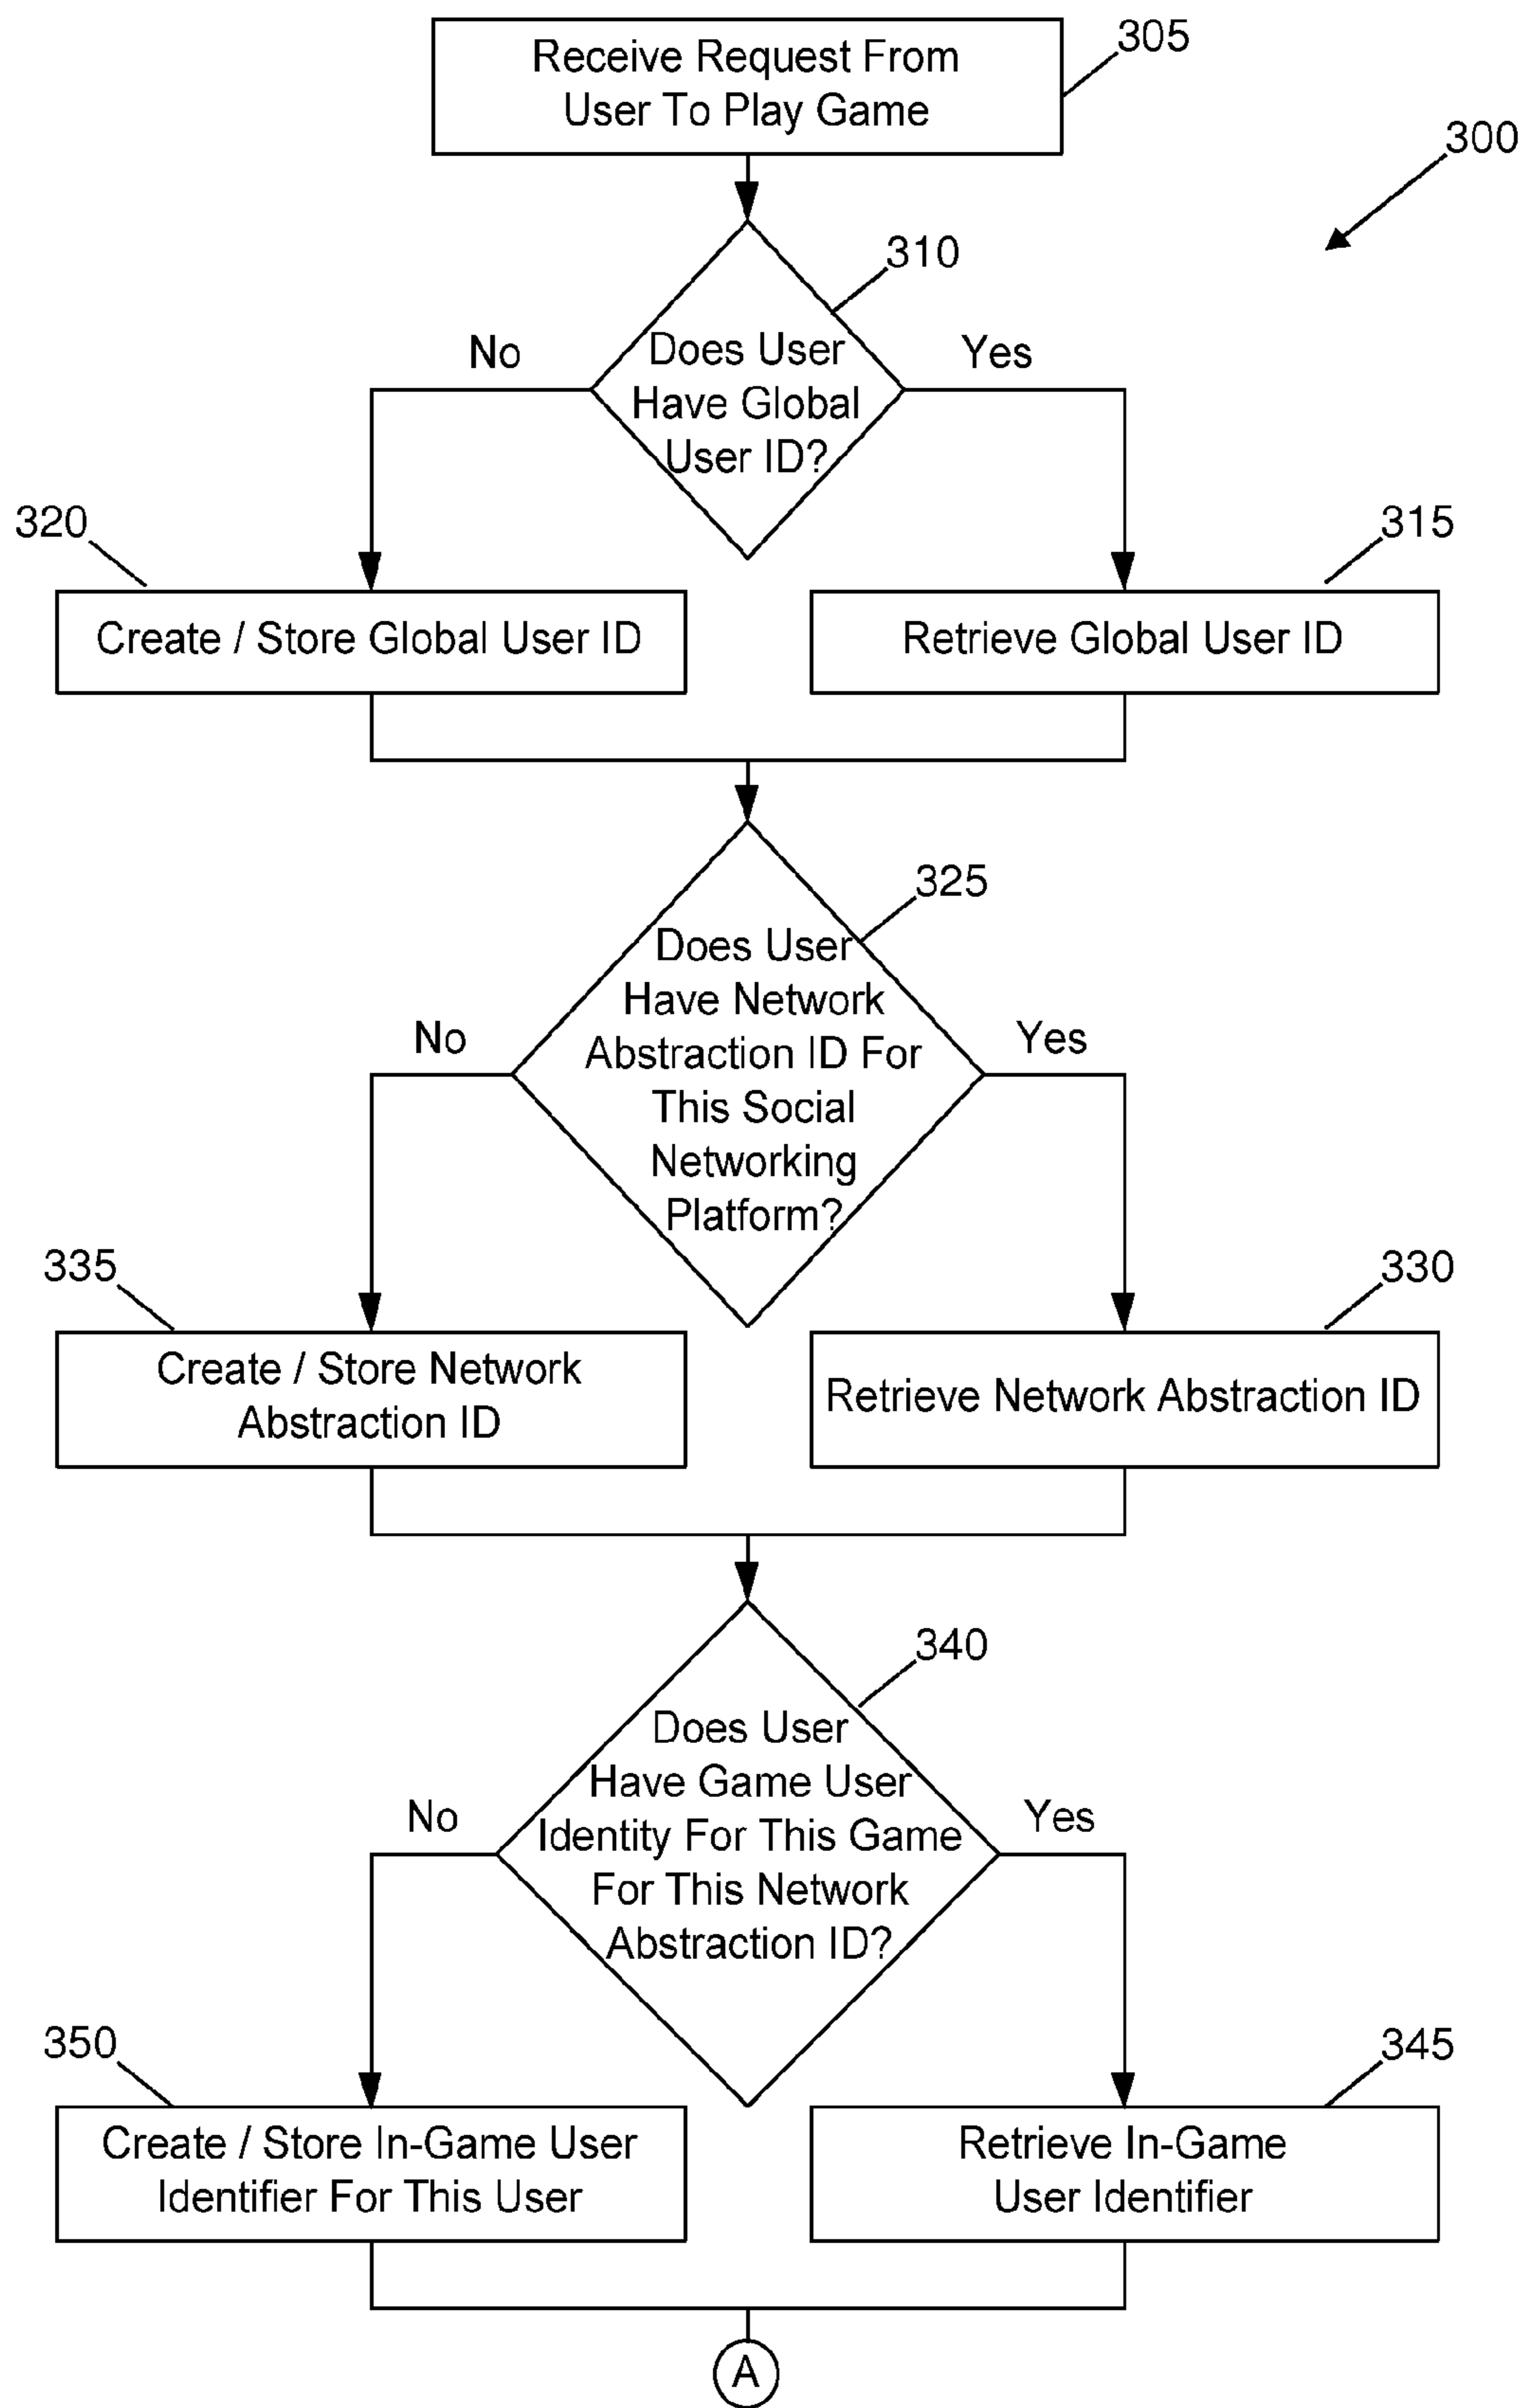 Receive Request From
User To Play Game
305
300
310
Does User
Have Global
User ID?
No
Yes
320
315
Create / Store Global User ID
Retrieve Global User ID
325
Does User
Have Network
Abstraction ID For
This Social
Networking
Platform?
No
Yes
335
330
Create / Store Network
Abstraction ID
Retrieve Network Abstraction ID
340
Does User
Have Game User
Identity For This Game
For This Network
Abstraction ID?
No
Yes
350
345
Create / Store In-Game User
Identifier For This User
Retrieve In-Game
User Identifier
A